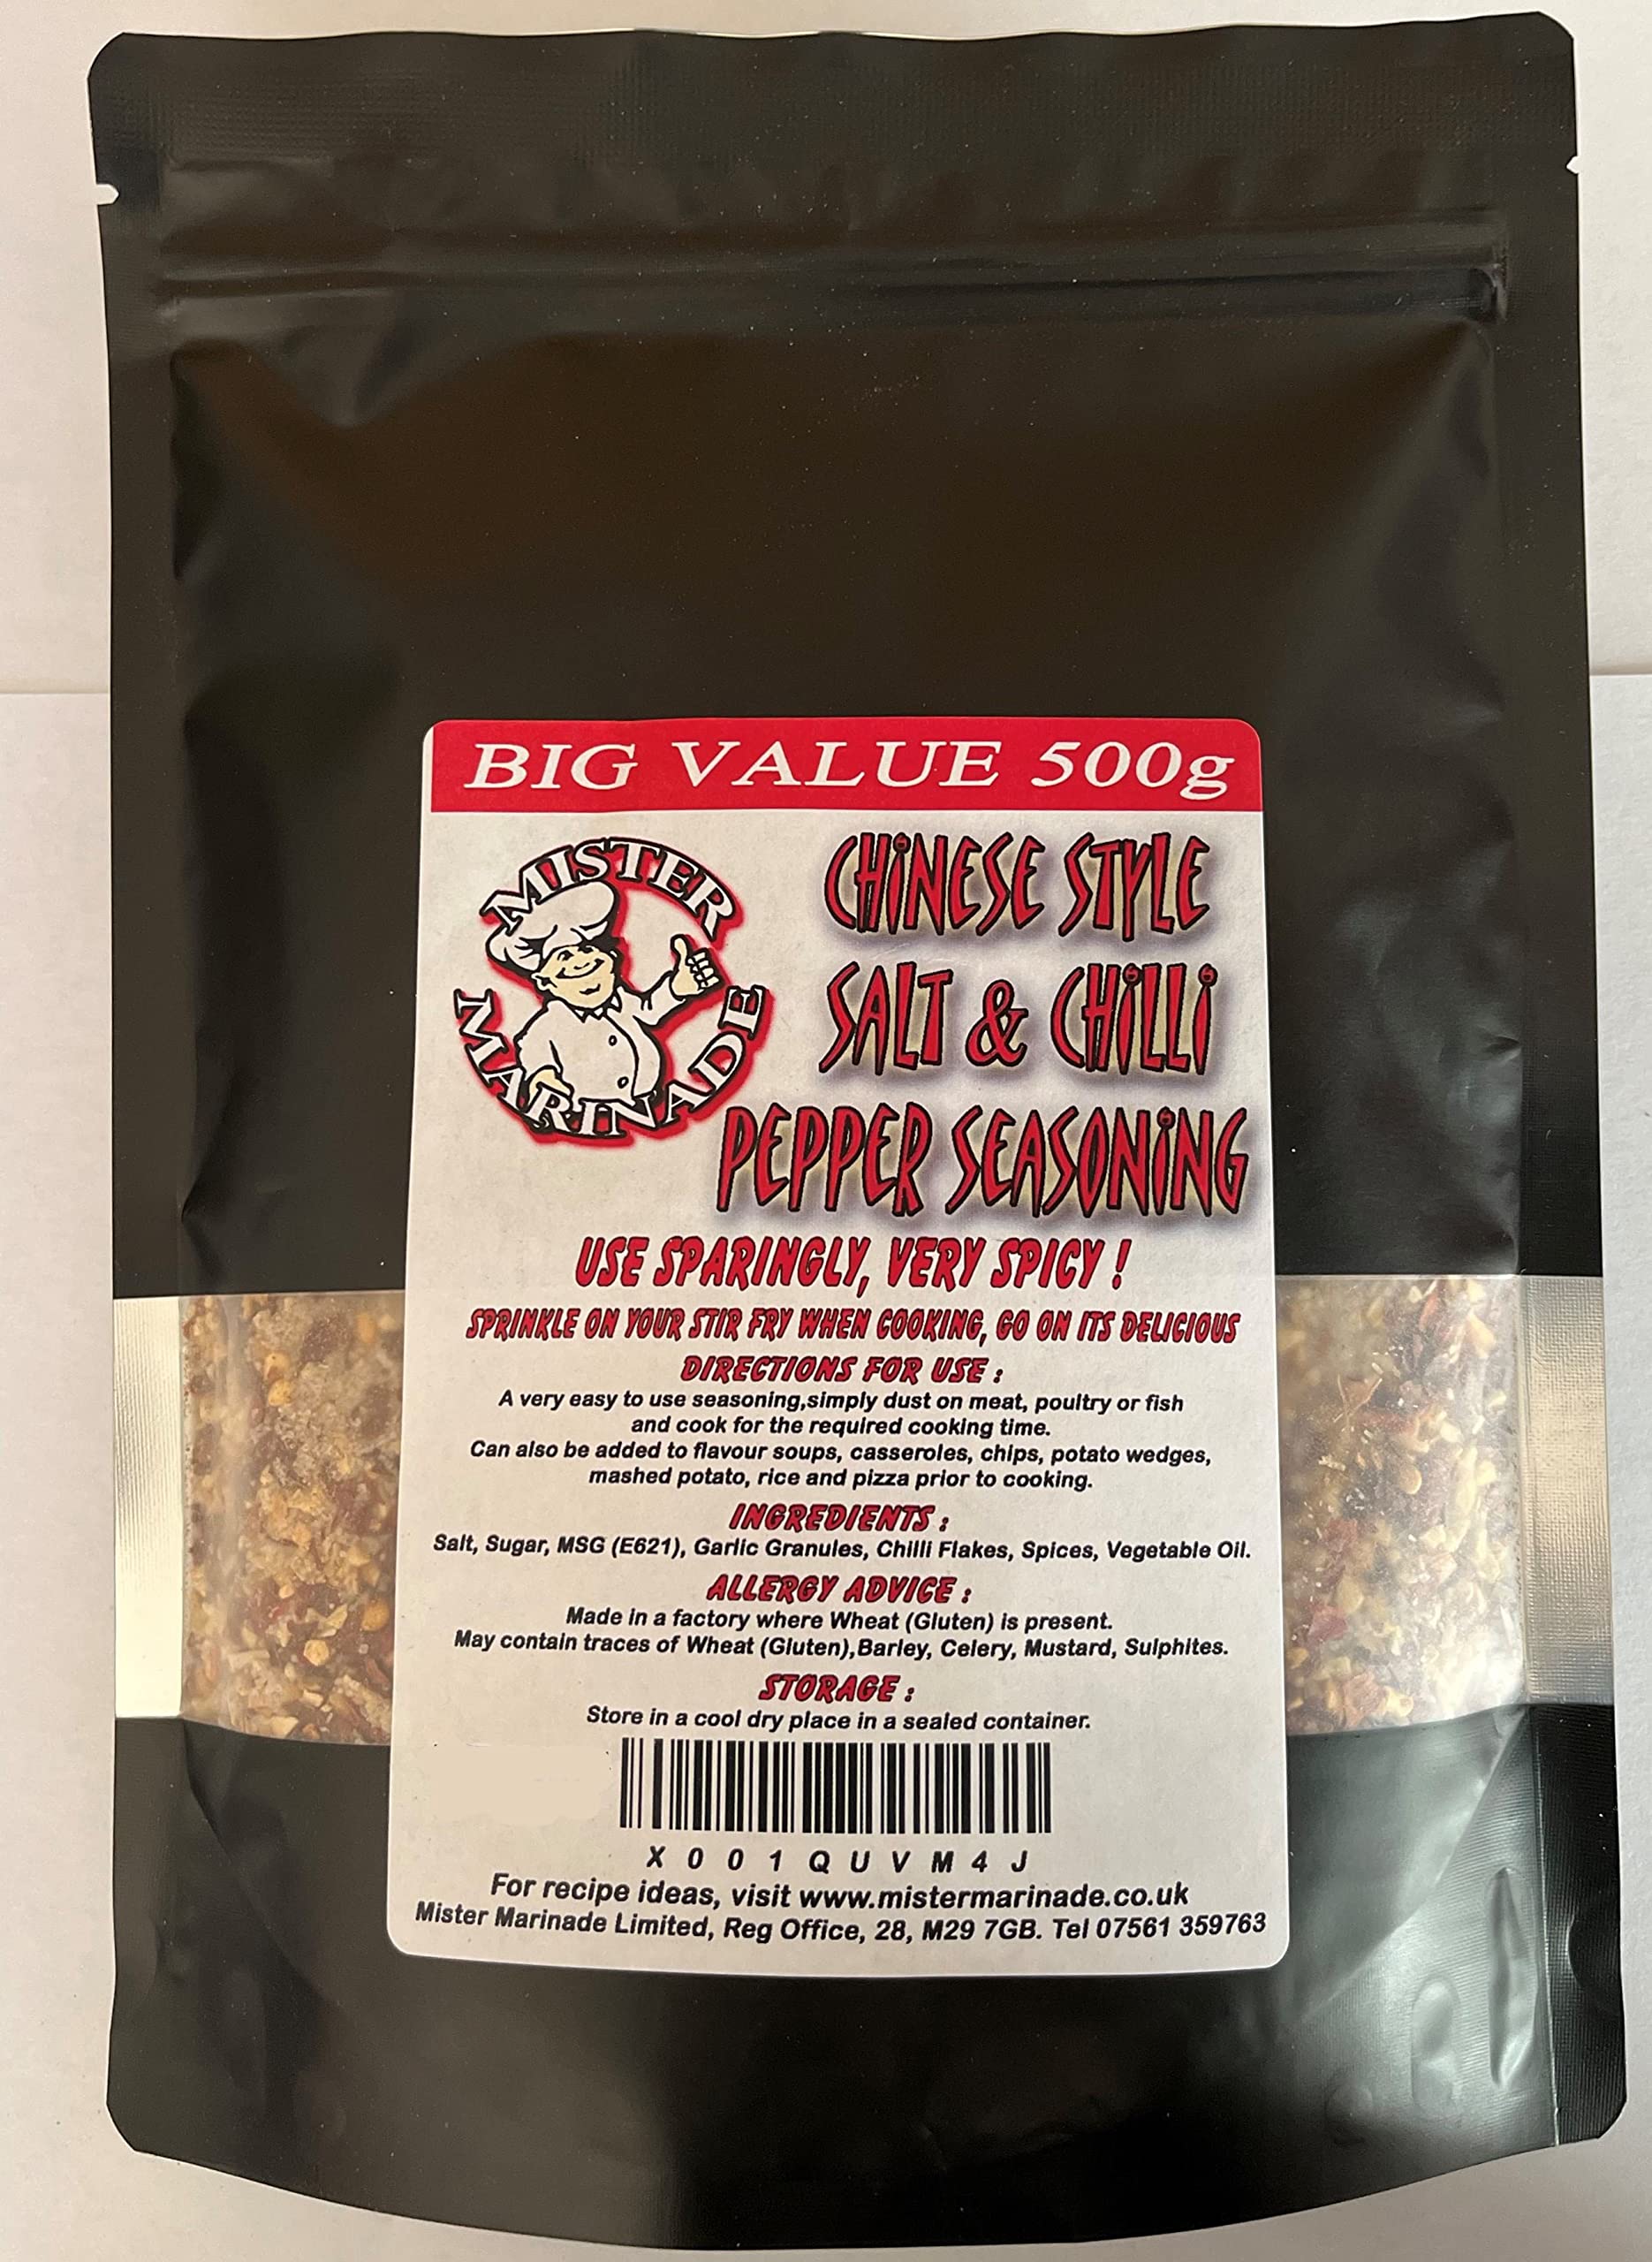 BIG VALUE 500g
MISTER
MARINADE
CHINESE STYLE
SALT & CHILLI
PEPPER SEASONING
USE SPARINGLY, VERY SPICY !
SPRINKLE ON YOUR STIR FRY WHEN COOKING, GO ON ITS DELICIOUS
DIRECTIONS FOR USE :
A very easy to use seasoning,simply dust on meat, poultry or fish
and cook for the required cooking time.
Can also be added to flavour soups, casseroles, chips, potato wedges,
mashed potato, rice and pizza prior to cooking.
INGREDIENTS :
Salt, Sugar, MSG (E621), Garlic Granules, Chilli Flakes, Spices, Vegetable Oil.
ALLERGY ADVICE :
Made in a factory where Wheat (Gluten) is present.
May contain traces of Wheat (Gluten),Barley, Celery, Mustard, Sulphites.
STORAGE :
Store in a cool dry place in a sealed container.
X 0 0 1 Q U V M 4 J
For recipe ideas, visit www.mistermarinade.co.uk
Mister Marinade Limited, Reg Office, 28, M29 7GB. Tel 07561 359763